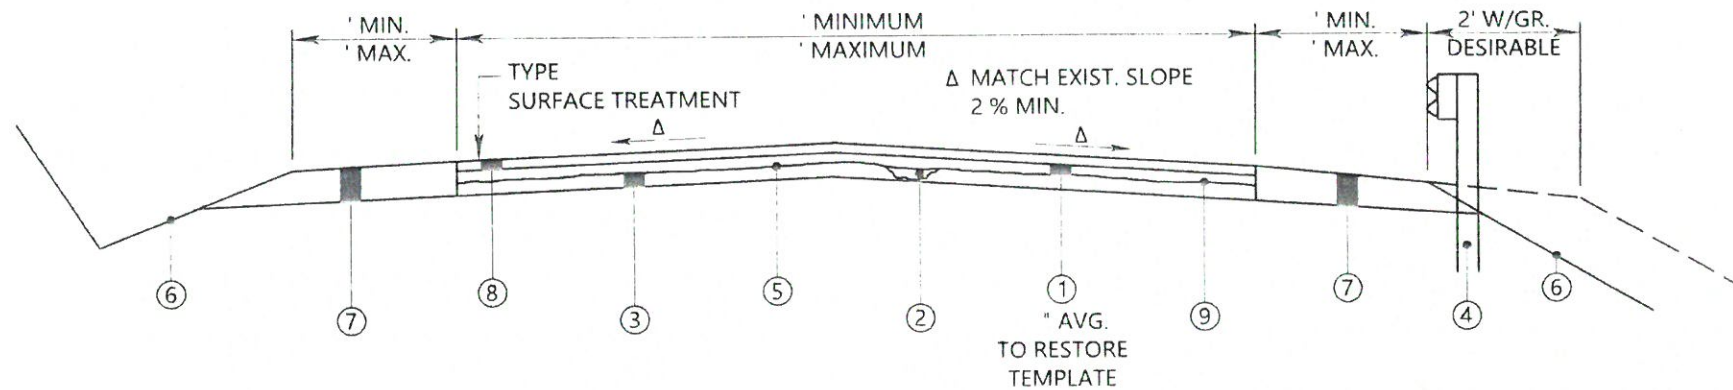 ' MIN.
' MAX.
' MINIMUM
' MAXIMUM
' MIN.
' MAX.
2' W/GR.
DESIRABLE
TYPE
SURFACE TREATMENT
Δ MATCH EXIST. SLOPE
2 % MIN.
Δ
Δ
6
7
8
3
5
2
1
" AVG.
TO RESTORE
TEMPLATE
9
7
4
6